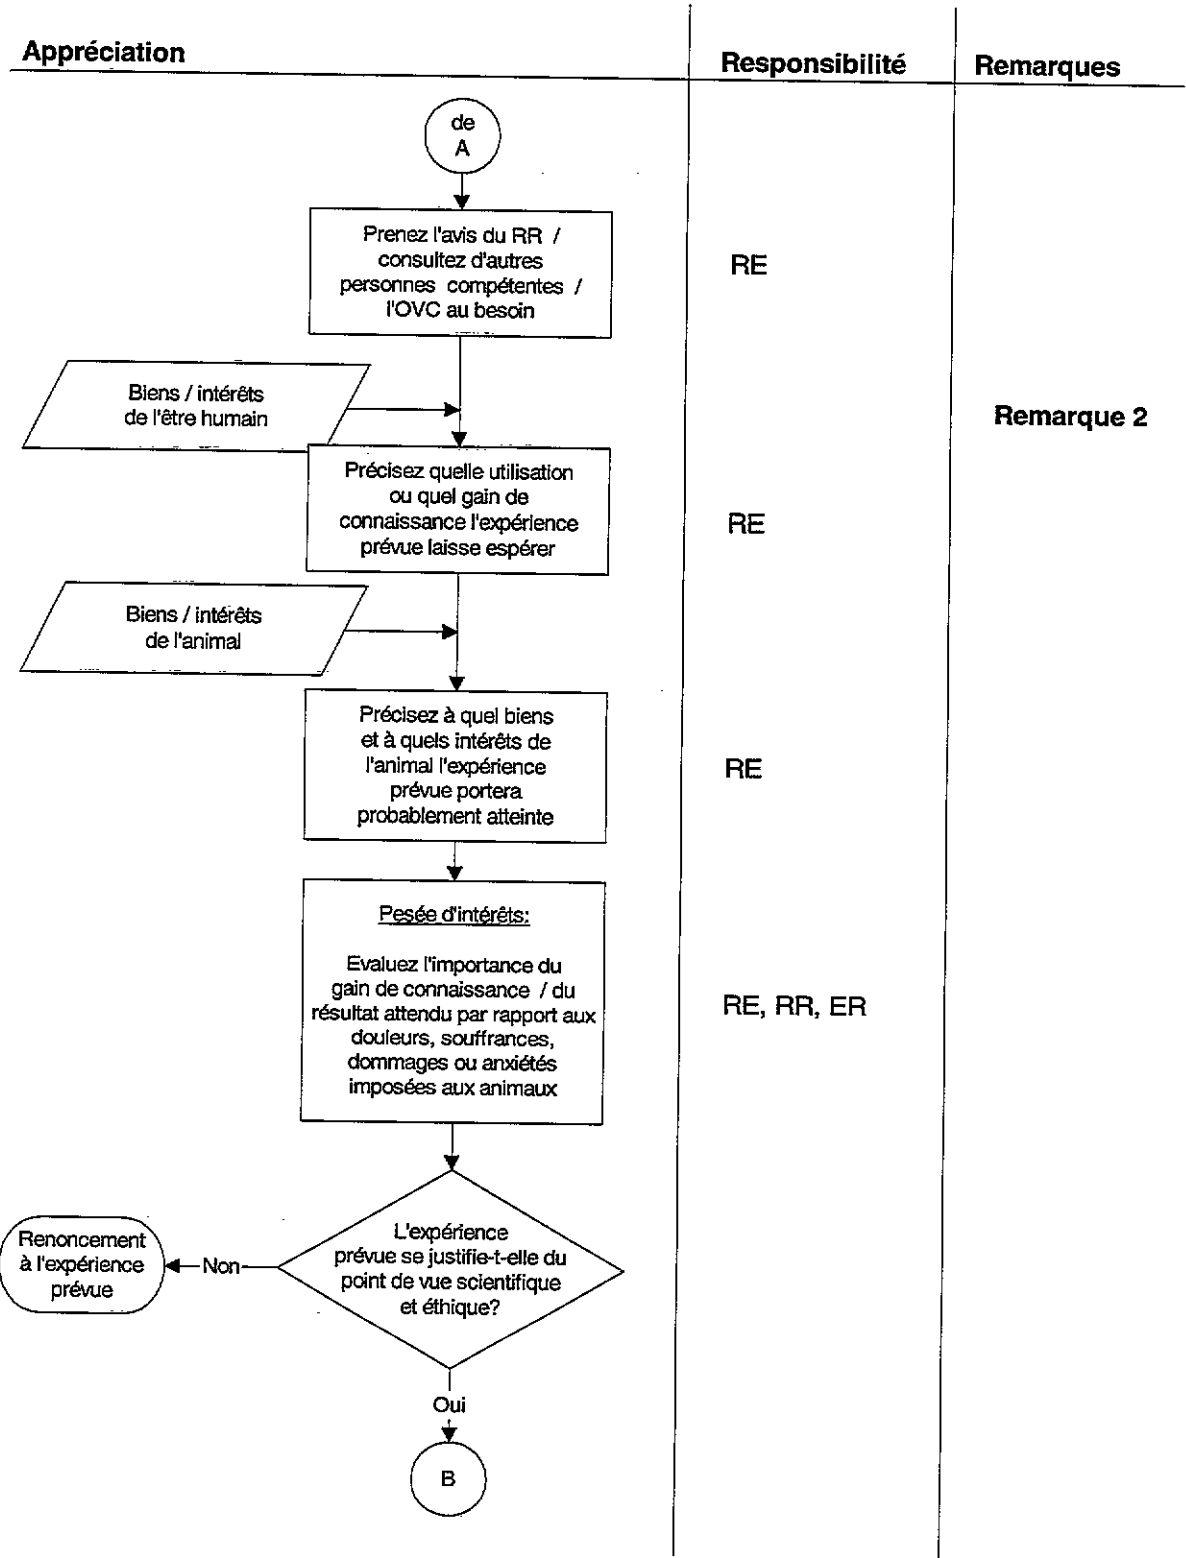 Appréciation
Responsibilité
Remarques
de
A
Prenez l'avis du RR /
consultez d'autres
personnes compétentes /
l'OVC au besoin
RE
Biens / intérêts
de l'être humain
Remarque 2
Précisez quelle utilisation
ou quel gain de
connaissance l'expérience
prévue laisse espérer
RE
Biens / intérêts
de l'animal
Précisez à quel biens
et à quels intérêts de
l'animal l'expérience
prévue portera
probablement atteinte
RE
Pesée d'intérêts:
Evaluez l'importance du
gain de connaissance / du
résultat attendu par rapport aux
douleurs, souffrances,
dommages ou anxiétés
imposées aux animaux
RE, RR, ER
L'expérience
prévue se justifie-t-elle du
point de vue scientifique
et éthique?
Non
Renoncement
à l'expérience
prévue
Oui
B